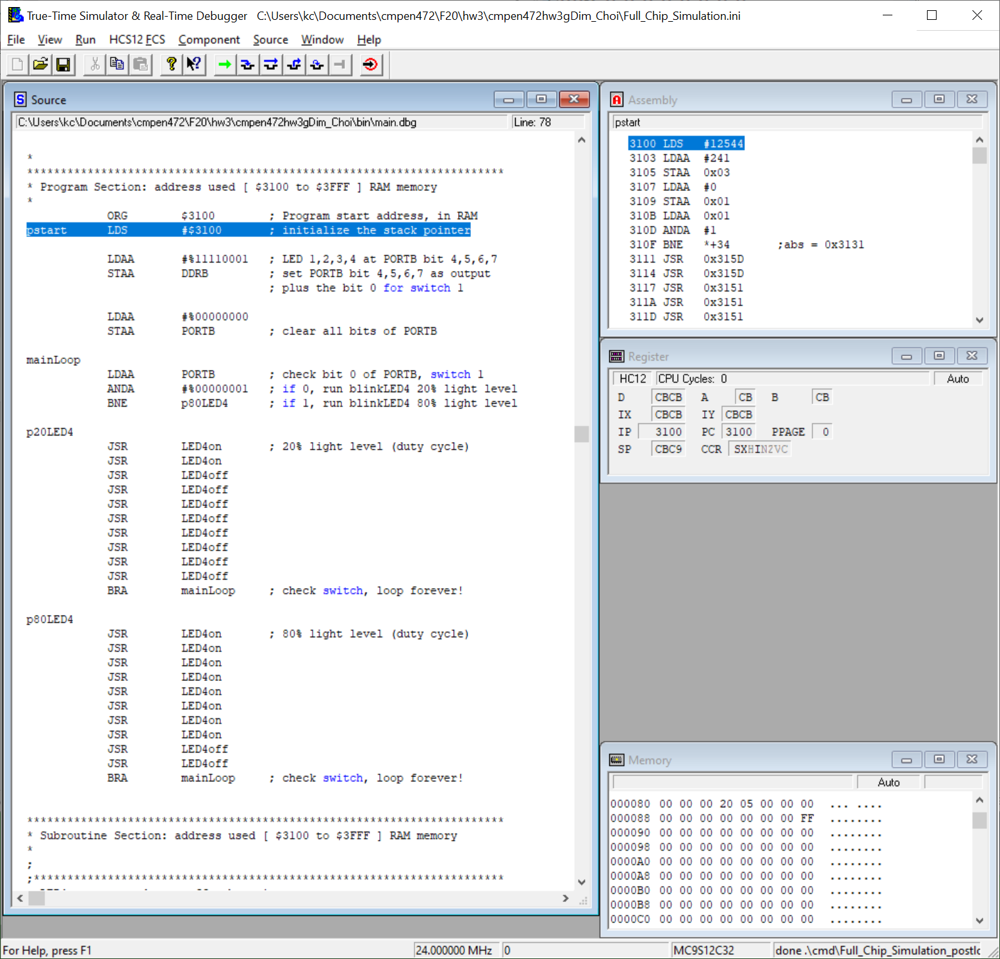 True-Time Simulator & Real-Time Debugger   C:\Users\kc\Documents\cmpen472\F20\hw3\cmpen472hw3gDim_Choi\Full_Chip_Simulation.ini
File View Run HCS12 FCS Component Source Window Help
Source
C:\Users\kc\Documents\cmpen472\F20\hw3\cmpen472hw3gDim_Choi\bin\main.dbg Line: 78
*
***********************************************************************
* Program Section: address used [ $3100 to $3FFF ] RAM memory
*
            ORG        $3100        ; Program start address, in RAM
pstart      LDS        #$3100       ; initialize the stack pointer
            LDAA       #%11110001   ; LED 1,2,3,4 at PORTB bit 4,5,6,7
            STAA       DDRB         ; set PORTB bit 4,5,6,7 as output
                                    ; plus the bit 0 for switch 1
            LDAA       #%00000000
            STAA       PORTB        ; clear all bits of PORTB
mainLoop
            LDAA       PORTB        ; check bit 0 of PORTB, switch 1
            ANDA       #%00000001   ; if 0, run blinkLED4 20% light level
            BNE        p80LED4      ; if 1, run blinkLED4 80% light level
p20LED4
            JSR        LED4on       ; 20% light level (duty cycle)
            JSR        LED4on
            JSR        LED4off
            JSR        LED4off
            JSR        LED4off
            JSR        LED4off
            JSR        LED4off
            JSR        LED4off
            JSR        LED4off
            JSR        LED4off
            BRA        mainLoop     ; check switch, loop forever!
p80LED4
            JSR        LED4on       ; 80% light level (duty cycle)
            JSR        LED4on
            JSR        LED4on
            JSR        LED4on
            JSR        LED4on
            JSR        LED4on
            JSR        LED4on
            JSR        LED4on
            JSR        LED4off
            JSR        LED4off
            BRA        mainLoop     ; check switch, loop forever!
***********************************************************************
* Subroutine Section: address used [ $3100 to $3FFF ] RAM memory
*
;
;**********************************************************************
Assembly
pstart
3100 LDS   #12544
3103 LDAA  #241
3105 STAA  0x03
3107 LDAA  #0
3109 STAA  0x01
310B LDAA  0x01
310D ANDA  #1
310F BNE   *+34       ;abs = 0x3131
3111 JSR   0x315D
3114 JSR   0x315D
3117 JSR   0x3151
311A JSR   0x3151
311D JSR   0x3151
Register
HC12 CPU Cycles: 0 Auto
D CBCB A CB B CB
IX CBCB IY CBCB
IP 3100 PC 3100 PPAGE 0
SP CBC9 CCR SXHINZVC
Memory
Auto
000080 00 00 00 20 05 00 00 00 ... ....
000088 00 00 00 00 00 00 00 FF ........
000090 00 00 00 00 00 00 00 00 ........
000098 00 00 00 00 00 00 00 00 ........
0000A0 00 00 00 00 00 00 00 00 ........
0000A8 00 00 00 00 00 00 00 00 ........
0000B0 00 00 00 00 00 00 00 00 ........
0000B8 00 00 00 00 00 00 00 00 ........
0000C0 00 00 00 00 00 00 00 00 ........
For Help, press F1 24.000000 MHz 0 MC9S12C32 done .\cmd\Full_Chip_Simulation_postlc